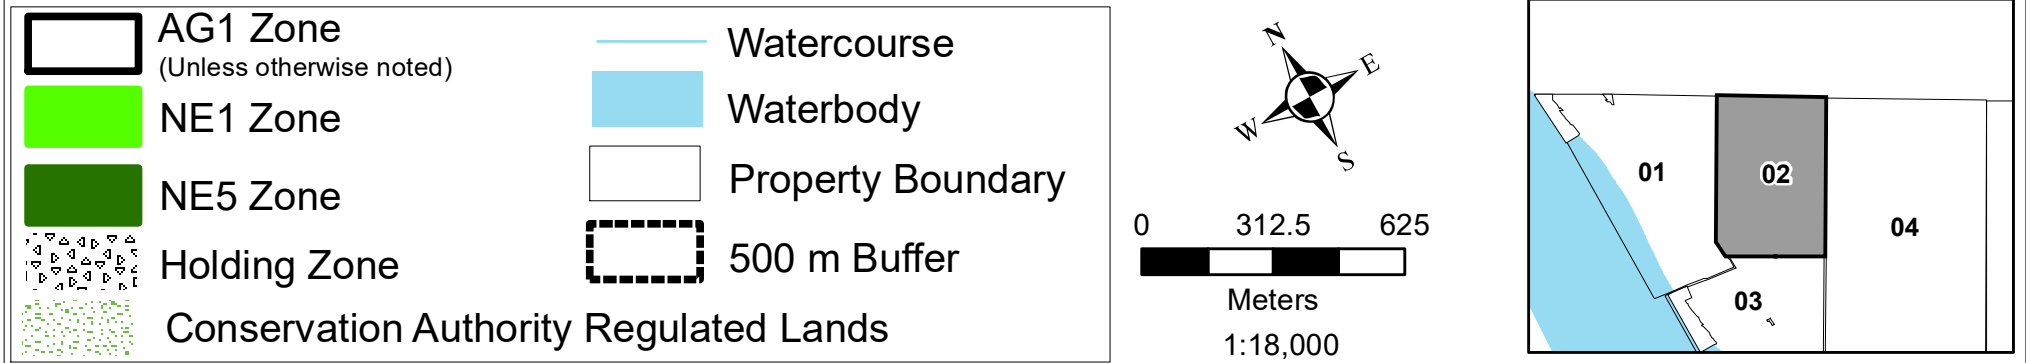 AG1 Zone
(Unless otherwise noted)
NE1 Zone
NE5 Zone
Holding Zone
Conservation Authority Regulated Lands
Watercourse
Waterbody
Property Boundary
500 m Buffer
N
E
W
S
0 312.5 625
Meters
1:18,000
01
02
04
03